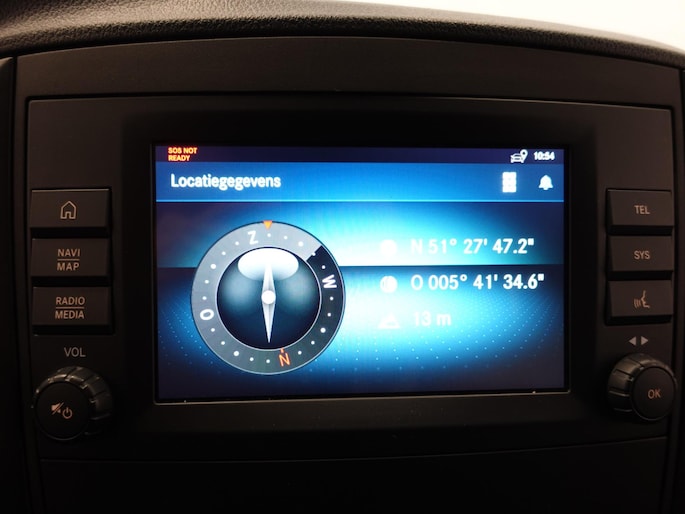 SOS NOT
READY
10:54
Locatiegegevens
NAVI
MAP
RADIO
MEDIA
VOL
Z
W
O
N
N 51° 27' 47.2"
O 005° 41' 34.6"
13 m
TEL
SYS
OK